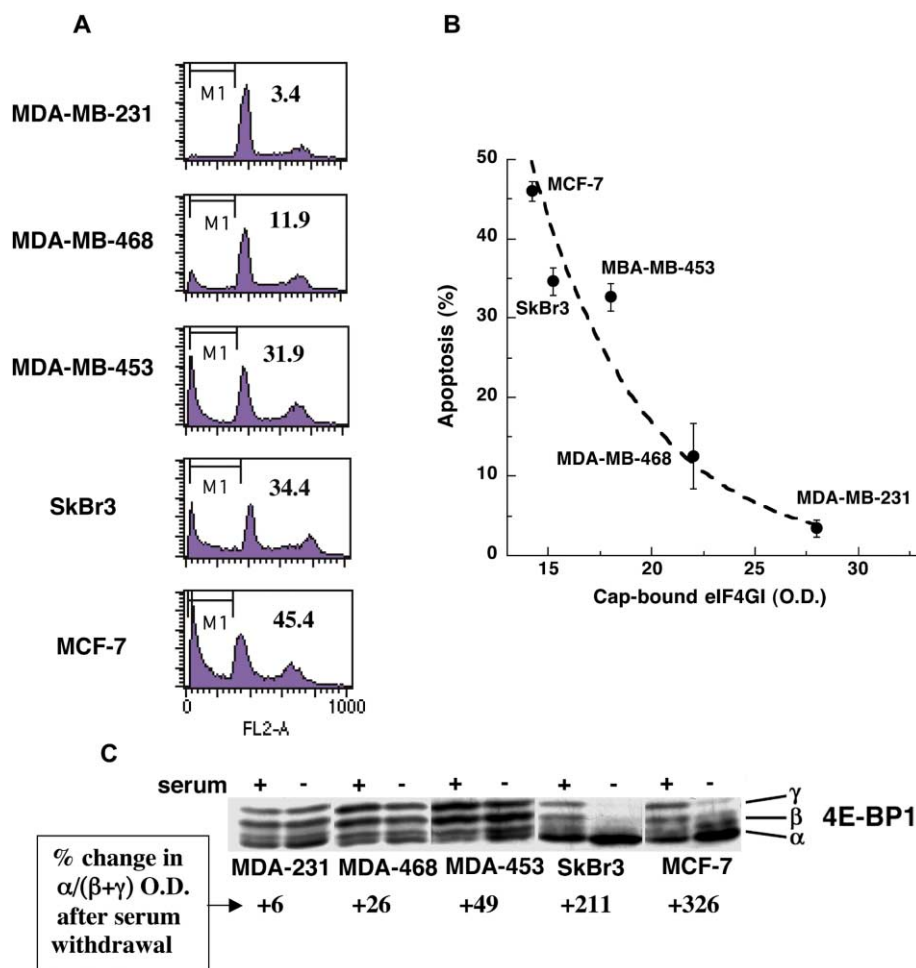 A
MDA-MB-231
M1
3.4
MDA-MB-468
M1
11.9
MDA-MB-453
M1
31.9
SkBr3
M1
34.4
MCF-7
M1
45.4
0
1000
FL2-A
B
50
40
30
20
10
0
Apoptosis (%)
MCF-7
SkBr3
MBA-MB-453
MDA-MB-468
MDA-MB-231
15 20 25 30
Cap-bound eIF4GI (O.D.)
C
serum + - + - + - + - + -
γ
β
α
4E-BP1
MDA-231 MDA-468 MDA-453 SkBr3 MCF-7
% change in
α/(β+γ) O.D.
after serum
withdrawal
+6 +26 +49 +211 +326